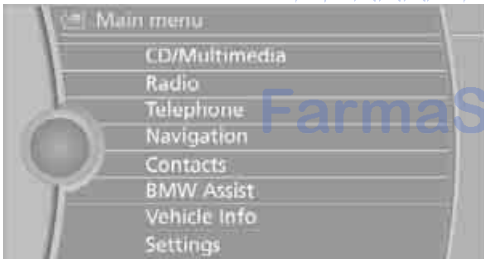 Main menu
CD/Multimedia
Radio
Telephone
FarmaS
Navigation
Contacts
BMW Assist
Vehicle Info
Settings